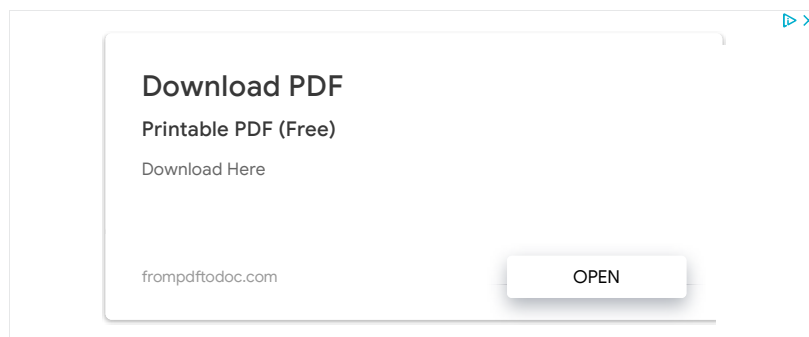 Download PDF
Printable PDF (Free)
Download Here
frompdftodoc.com
OPEN